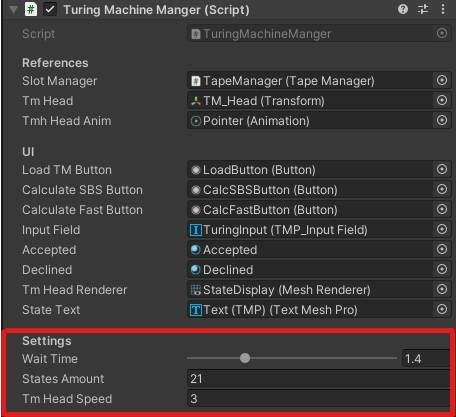 Turing Machine Manger (Script)
Script TuringMachineManger
References
Slot Manager TapeManager (Tape Manager)
Tm Head TM_Head (Transform)
Tmh Head Anim Pointer (Animation)
UI
Load TM Button LoadButton (Button)
Calculate SBS Button CalcSBSButton (Button)
Calculate Fast Button CalcFastButton (Button)
Input Field TuringInput (TMP_Input Field)
Accepted Accepted
Declined Declined
Tm Head Renderer StateDisplay (Mesh Renderer)
State Text Text (TMP) (Text Mesh Pro)
Settings
Wait Time 1.4
States Amount 21
Tm Head Speed 3